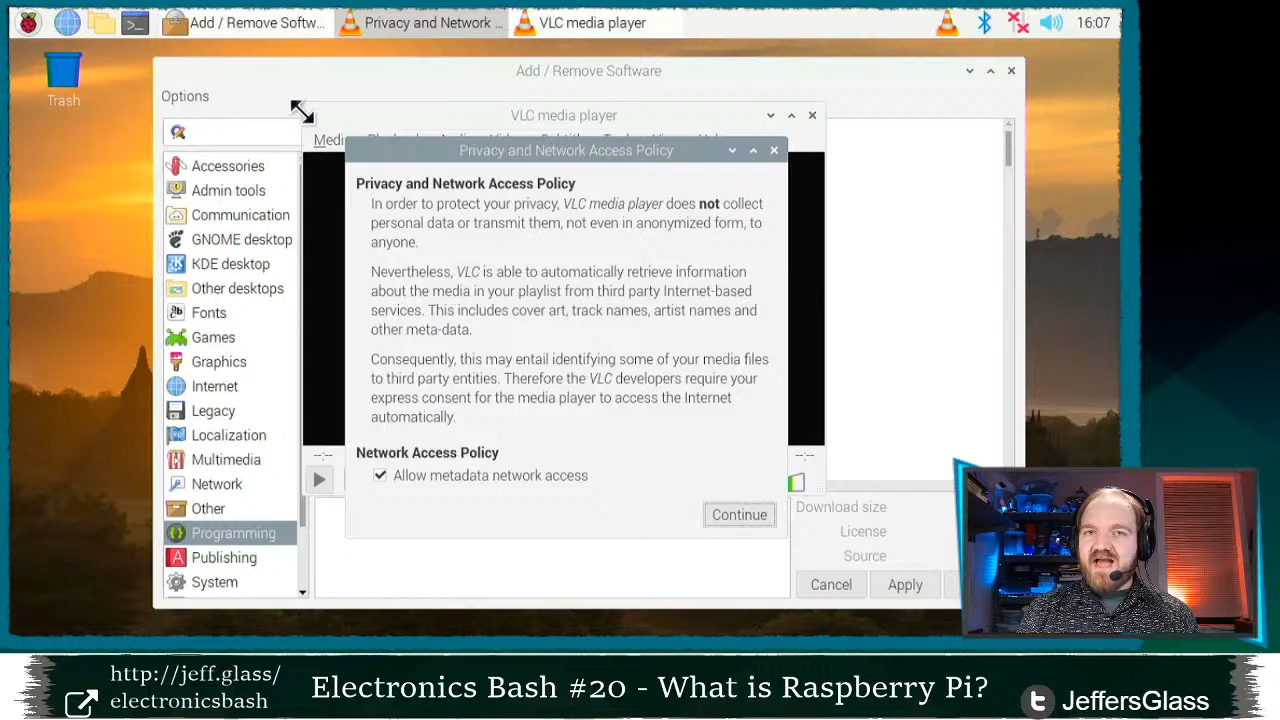 Add / Remove Softw...
Privacy and Network ...
VLC media player
16:07
Trash
Add / Remove Software
Options
VLC media player
Medi
Privacy and Network Access Policy
Accessories
Admin tools
Communication
GNOME desktop
KDE desktop
Other desktops
Fonts
Games
Graphics
Internet
Legacy
Localization
Multimedia
Network
Other
Programming
Publishing
System
Privacy and Network Access Policy
In order to protect your privacy, VLC media player does not collect
personal data or transmit them, not even in anonymized form, to
anyone.
Nevertheless, VLC is able to automatically retrieve information
about the media in your playlist from third party Internet-based
services. This includes cover art, track names, artist names and
other meta-data.
Consequently, this may entail identifying some of your media files
to third party entities. Therefore the VLC developers require your
express consent for the media player to access the Internet
automatically.
Network Access Policy
Allow metadata network access
Continue
--:--
--:--
Download size
License
Source
Cancel
Apply
http://jeff.glass/
electronicsbash
Electronics Bash #20 - What is Raspberry Pi?
JeffersGlass